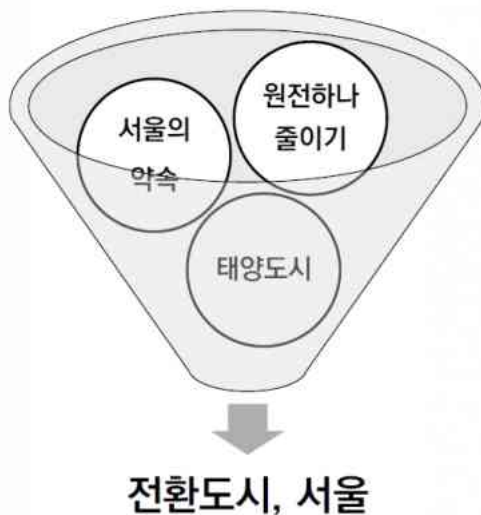 서울의
약속
원전하나
줄이기
태양도시
전환도시, 서울